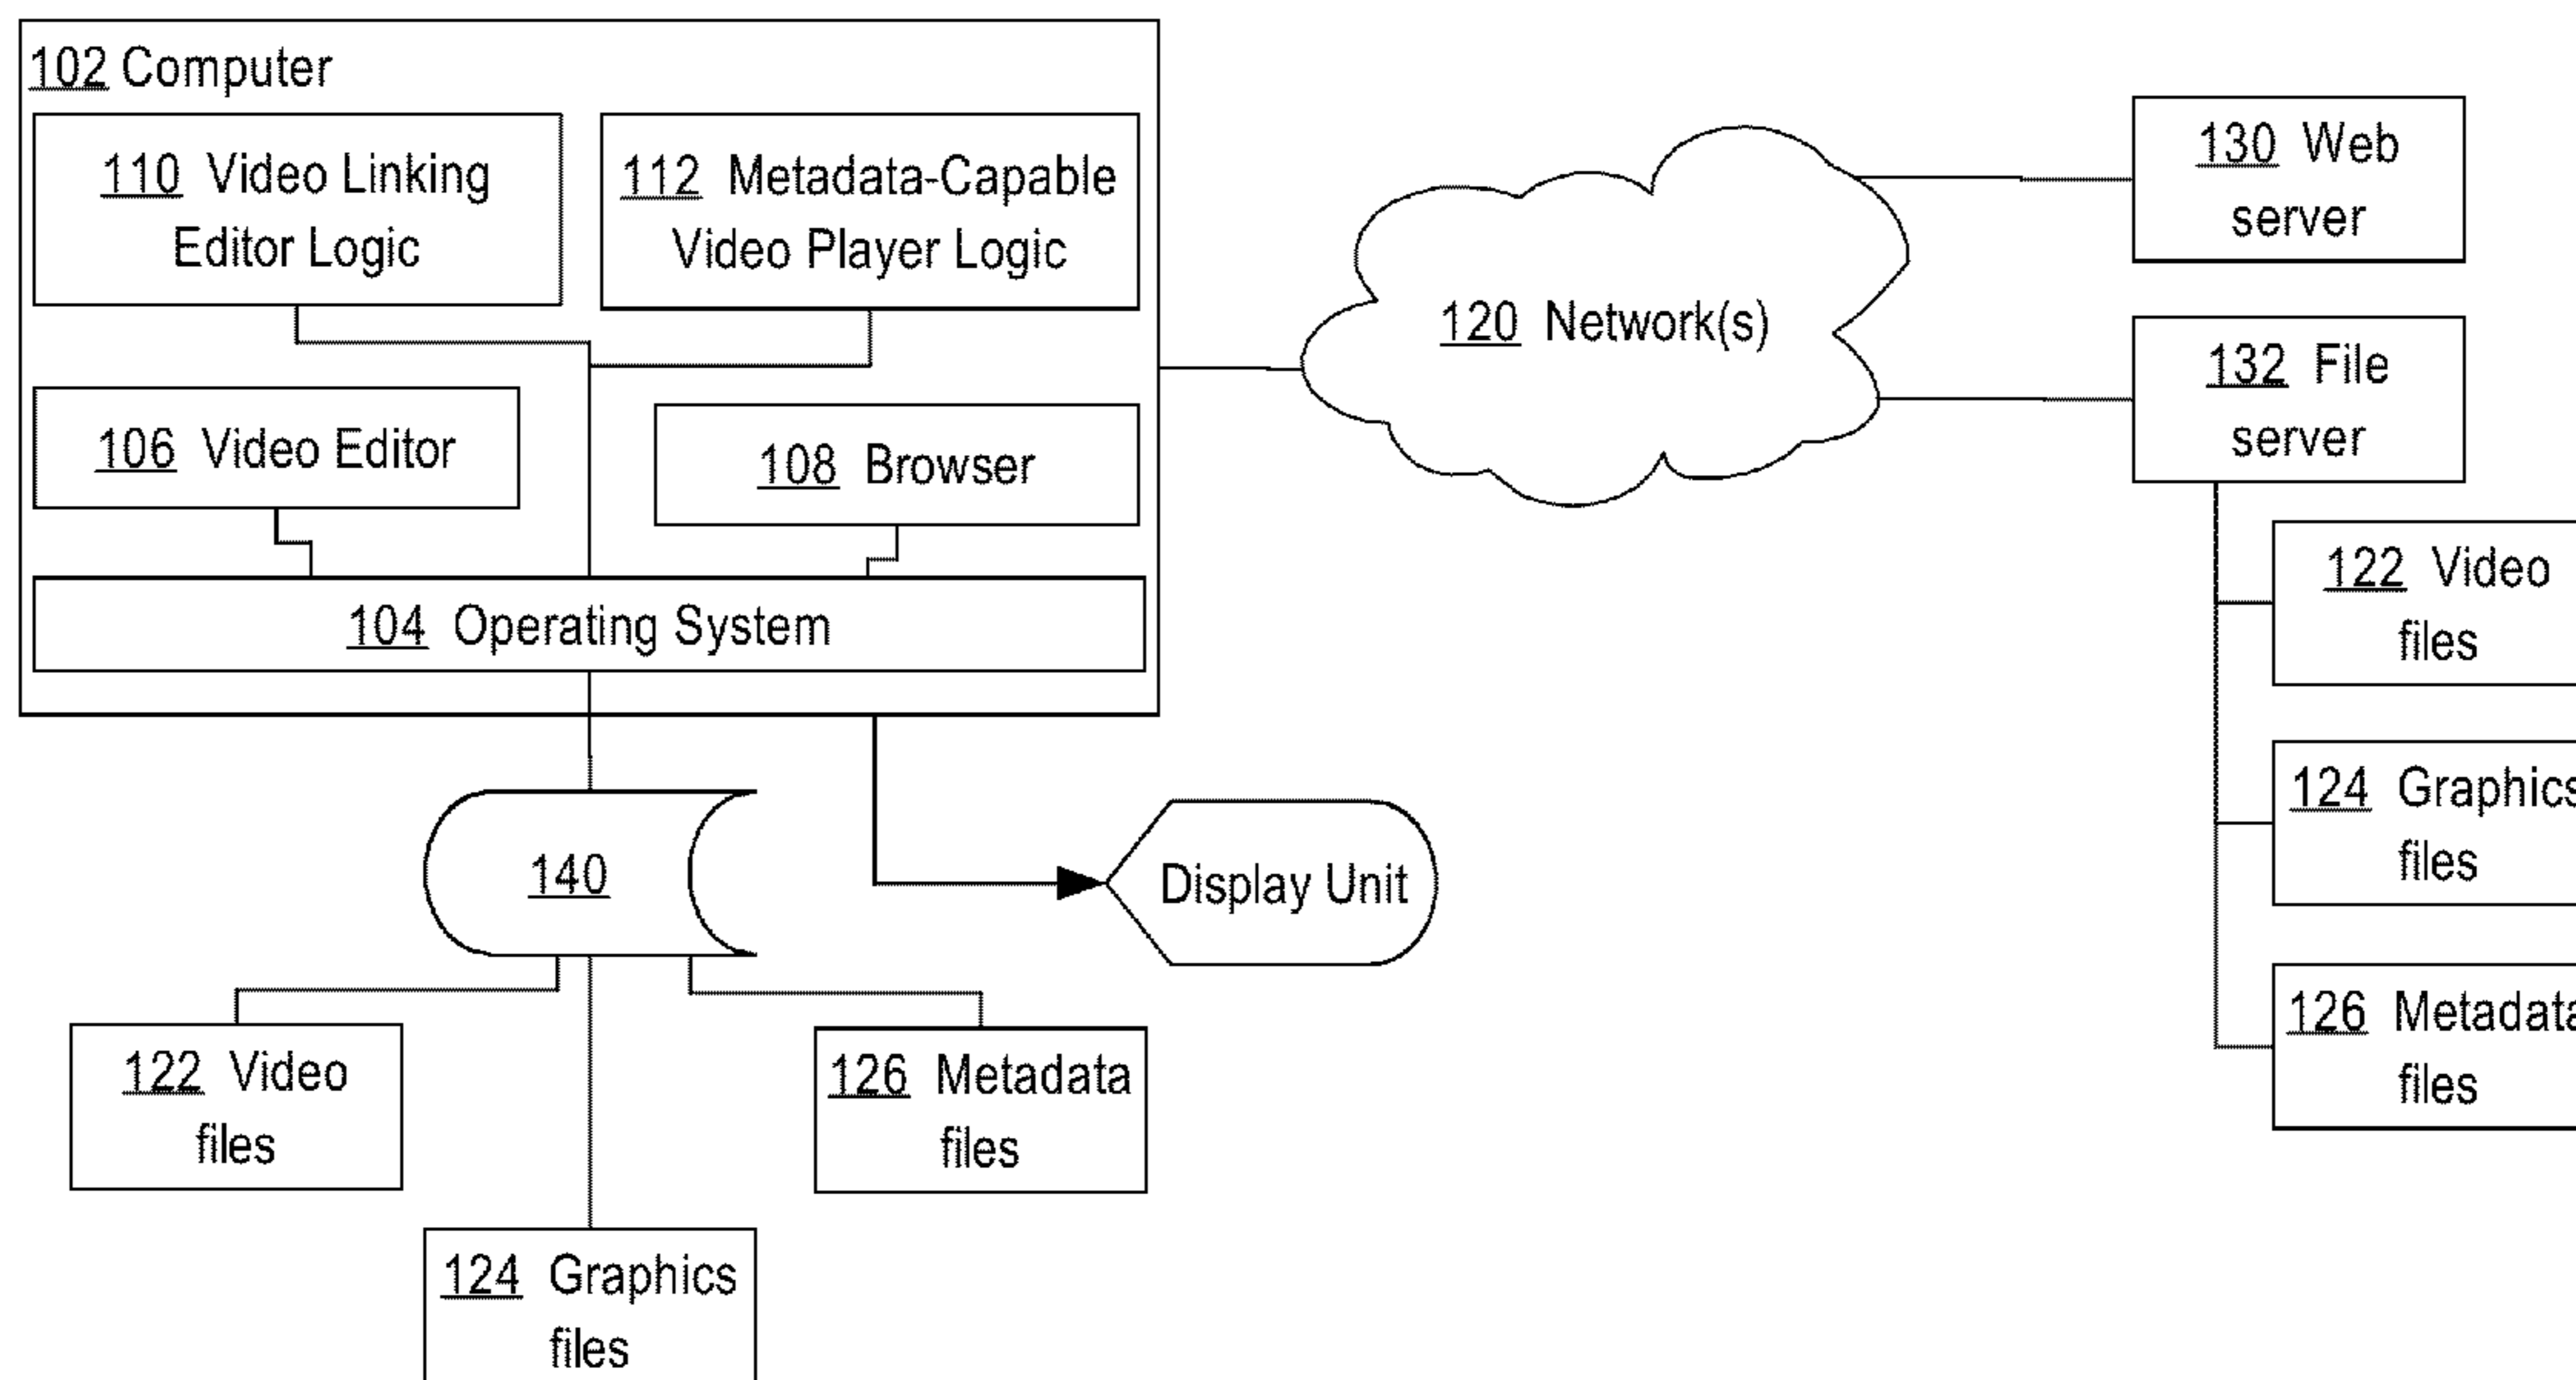 102 Computer
110 Video Linking
Editor Logic
112 Metadata-Capable
Video Player Logic
106 Video Editor
108 Browser
104 Operating System
120 Network(s)
130 Web
server
132 File
server
122 Video
files
124 Graphics
files
126 Metadata
files
140
Display Unit
122 Video
files
126 Metadata
files
124 Graphics
files